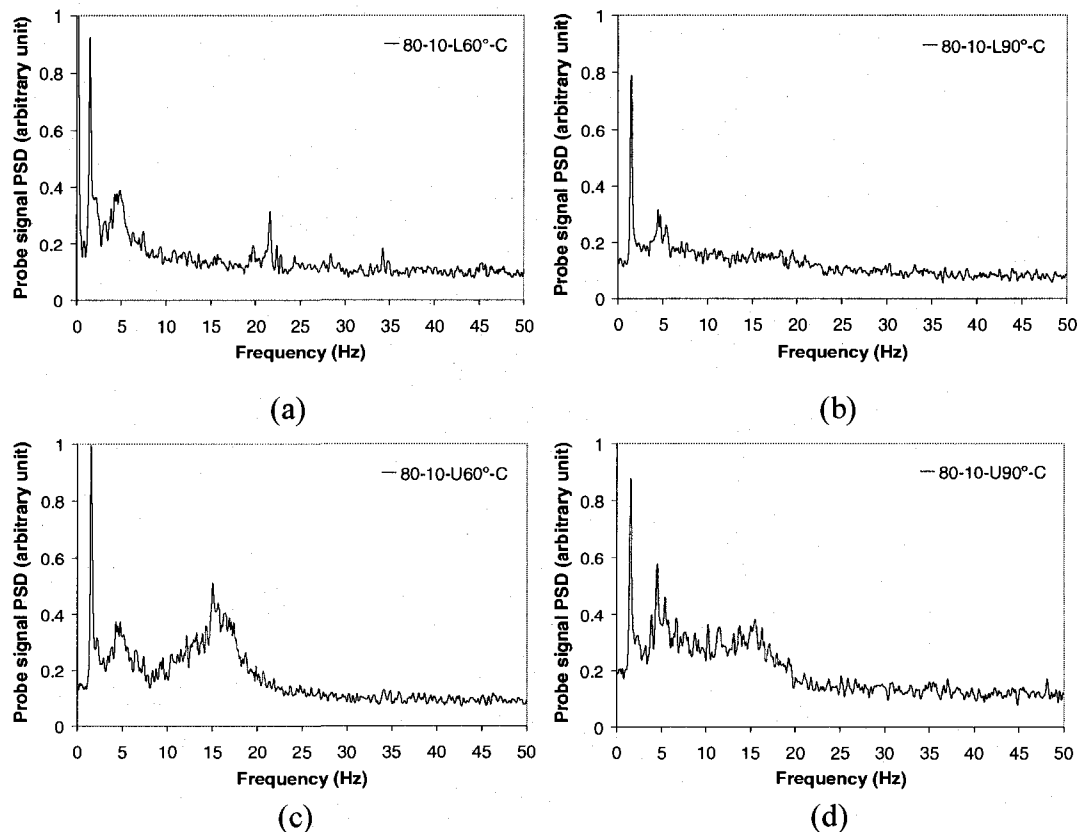 Probe signal PSD (arbitrary unit)
1
0.8
0.6
0.4
0.2
0
80-10-L60°-C
0 5 10 15 20 25 30 35 40 45 50
Frequency (Hz)
(a)
Probe signal PSD (arbitrary unit)
1
0.8
0.6
0.4
0.2
0
80-10-L90°-C
0 5 10 15 20 25 30 35 40 45 50
Frequency (Hz)
(b)
Probe signal PSD (arbitrary unit)
1
0.8
0.6
0.4
0.2
0
80-10-U60°-C
0 5 10 15 20 25 30 35 40 45 50
Frequency (Hz)
(c)
Probe signal PSD (arbitrary unit)
1
0.8
0.6
0.4
0.2
0
80-10-U90°-C
0 5 10 15 20 25 30 35 40 45 50
Frequency (Hz)
(d)